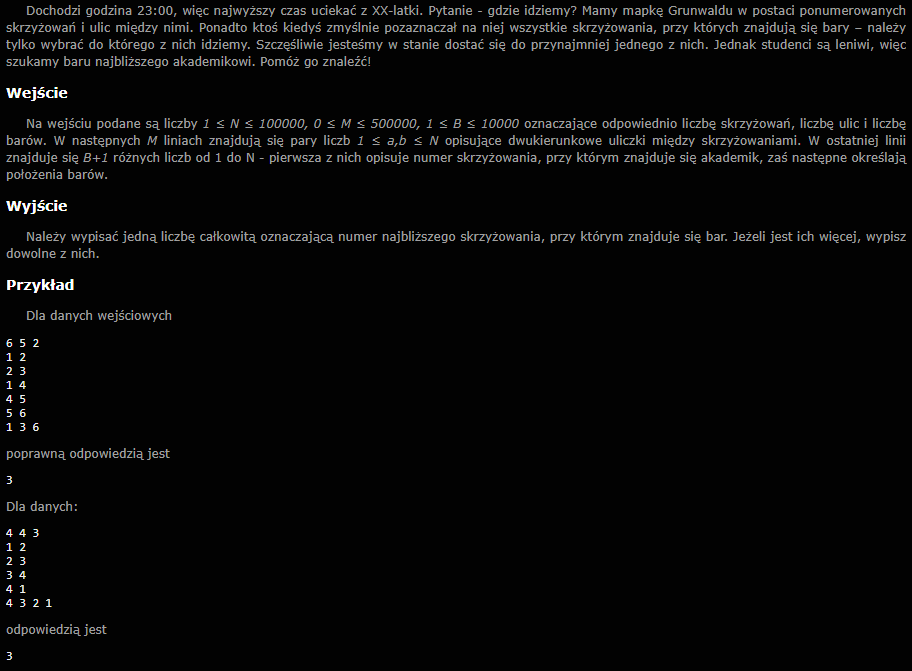 Dochodzi godzina 23:00, więc najwyższy czas uciekać z XX-latki. Pytanie - gdzie idziemy? Mamy mapkę Grunwaldu w postaci ponumerowanych
skrzyżowań i ulic między nimi. Ponadto ktoś kiedyś zmyślnie pozaznaczał na niej wszystkie skrzyżowania, przy których znajdują się bary – należy
tylko wybrać do którego z nich idziemy. Szczęśliwie jesteśmy w stanie dostać się do przynajmniej jednego z nich. Jednak studenci są leniwi, więc
szukamy baru najbliższego akademikowi. Pomóż go znaleźć!
Wejście
Na wejściu podane są liczby 1 ≤ N ≤ 100000, 0 ≤ M ≤ 500000, 1 ≤ B ≤ 10000 oznaczające odpowiednio liczbę skrzyżowań, liczbę ulic i liczbę
barów. W następnych M liniach znajdują się pary liczb 1 ≤ a,b ≤ N opisujące dwukierunkowe uliczki między skrzyżowaniami. W ostatniej linii
znajduje się B+1 różnych liczb od 1 do N - pierwsza z nich opisuje numer skrzyżowania, przy którym znajduje się akademik, zaś następne określają
położenia barów.
Wyjście
Należy wypisać jedną liczbę całkowitą oznaczającą numer najbliższego skrzyżowania, przy którym znajduje się bar. Jeżeli jest ich więcej, wypisz
dowolne z nich.
Przykład
Dla danych wejściowych
6 5 2
1 2
2 3
1 4
4 5
5 6
1 3 6
poprawną odpowiedzią jest
3
Dla danych:
4 4 3
1 2
2 3
3 4
4 1
4 3 2 1
odpowiedzią jest
3